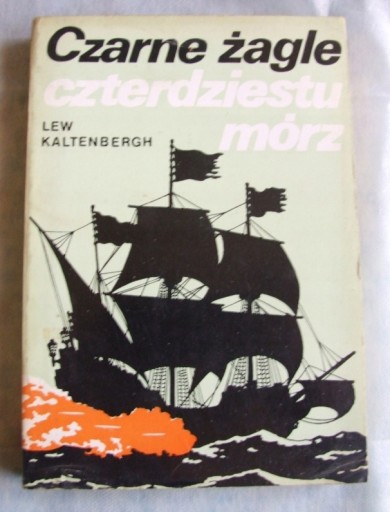 Czarne żagle
czterdziestu
mórz
LEW
KALTENBERGH